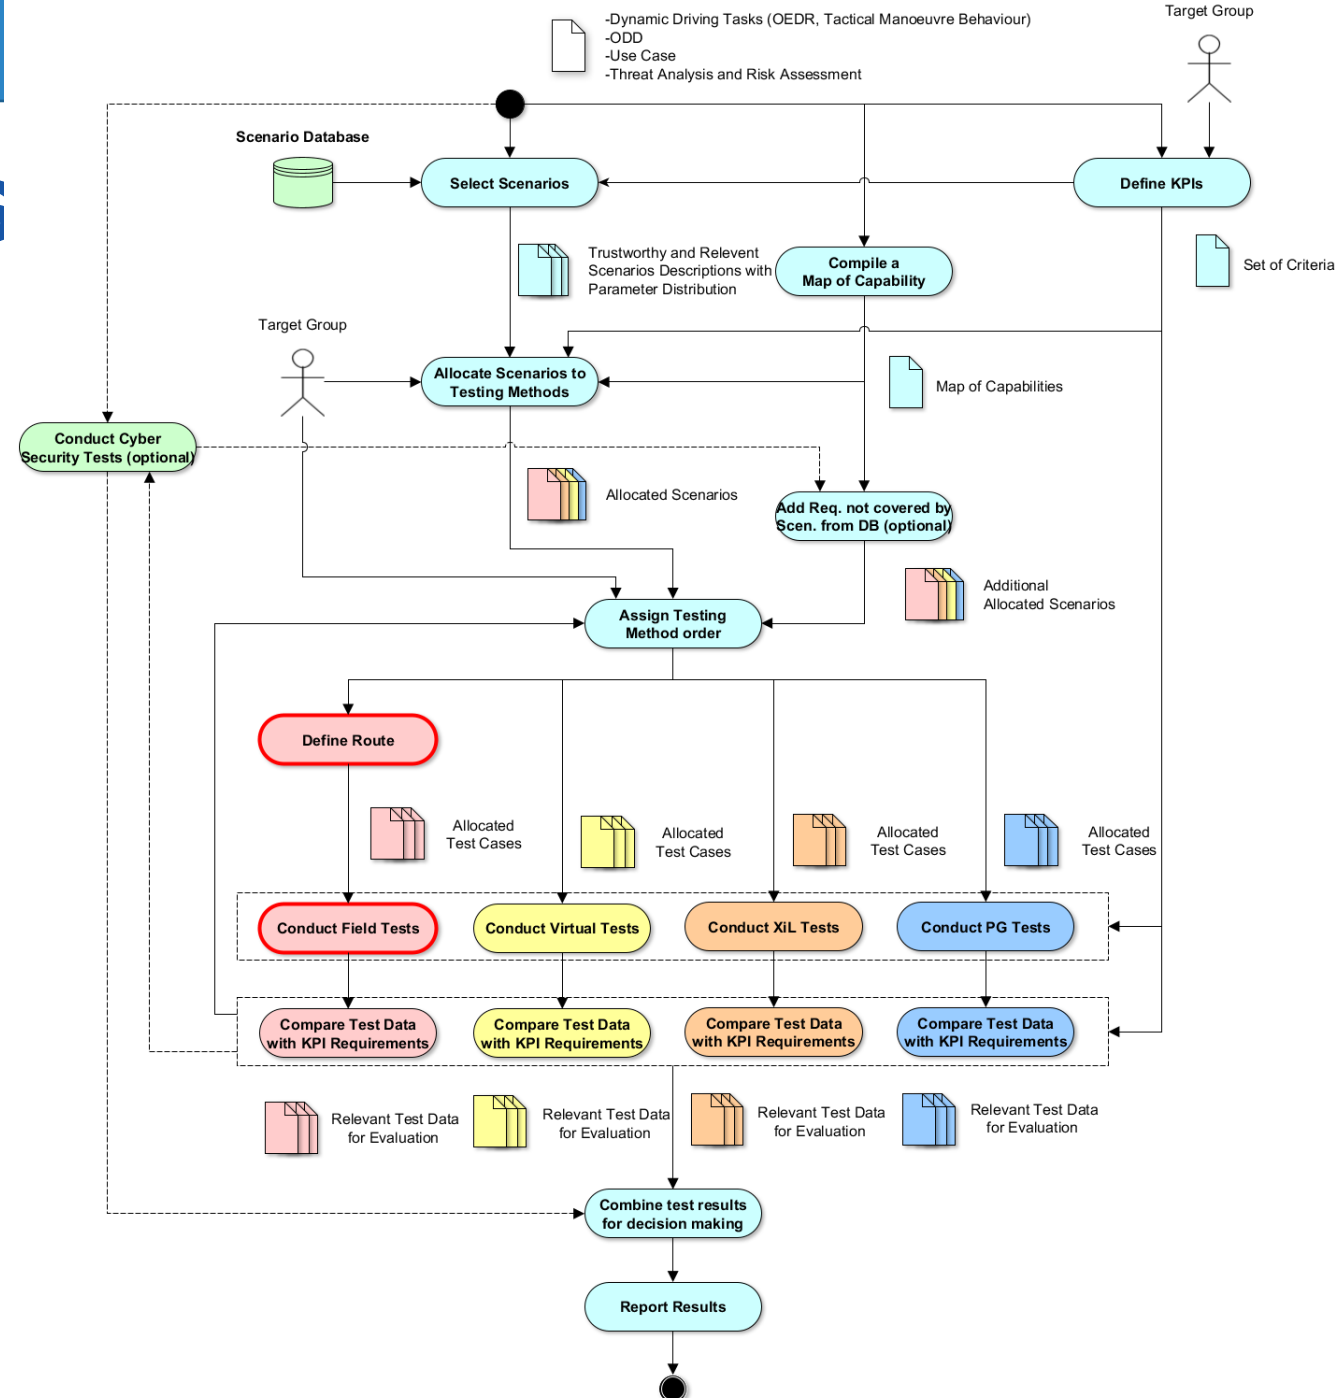 -Dynamic Driving Tasks (OEDR, Tactical Manoeuvre Behaviour)
-ODD
-Use Case
-Threat Analysis and Risk Assessment
Target Group
Scenario Database
Select Scenarios
Define KPIs
Trustworthy and Relevent
Scenarios Descriptions with
Parameter Distribution
Compile a
Map of Capability
Set of Criteria
Target Group
Allocate Scenarios to
Testing Methods
Map of Capabilities
Conduct Cyber
Security Tests (optional)
Allocated Scenarios
Add Req. not covered by
Scen. from DB (optional)
Additional
Allocated Scenarios
Assign Testing
Method order
Define Route
Allocated
Test Cases
Allocated
Test Cases
Allocated
Test Cases
Allocated
Test Cases
Conduct Field Tests
Conduct Virtual Tests
Conduct XiL Tests
Conduct PG Tests
Compare Test Data
with KPI Requirements
Compare Test Data
with KPI Requirements
Compare Test Data
with KPI Requirements
Compare Test Data
with KPI Requirements
Relevant Test Data
for Evaluation
Relevant Test Data
for Evaluation
Relevant Test Data
for Evaluation
Relevant Test Data
for Evaluation
Combine test results
for decision making
Report Results